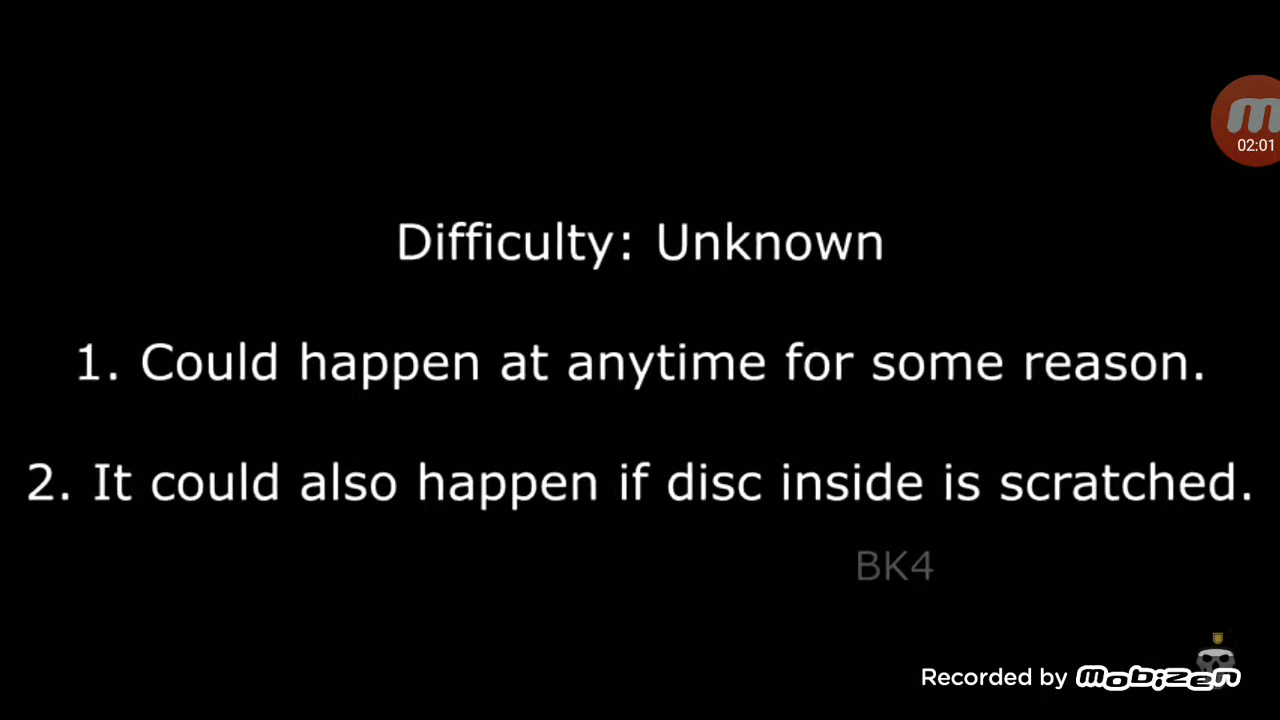 02:01
Difficulty: Unknown
1. Could happen at anytime for some reason.
2. It could also happen if disc inside is scratched.
BK4
Recorded by mobizen